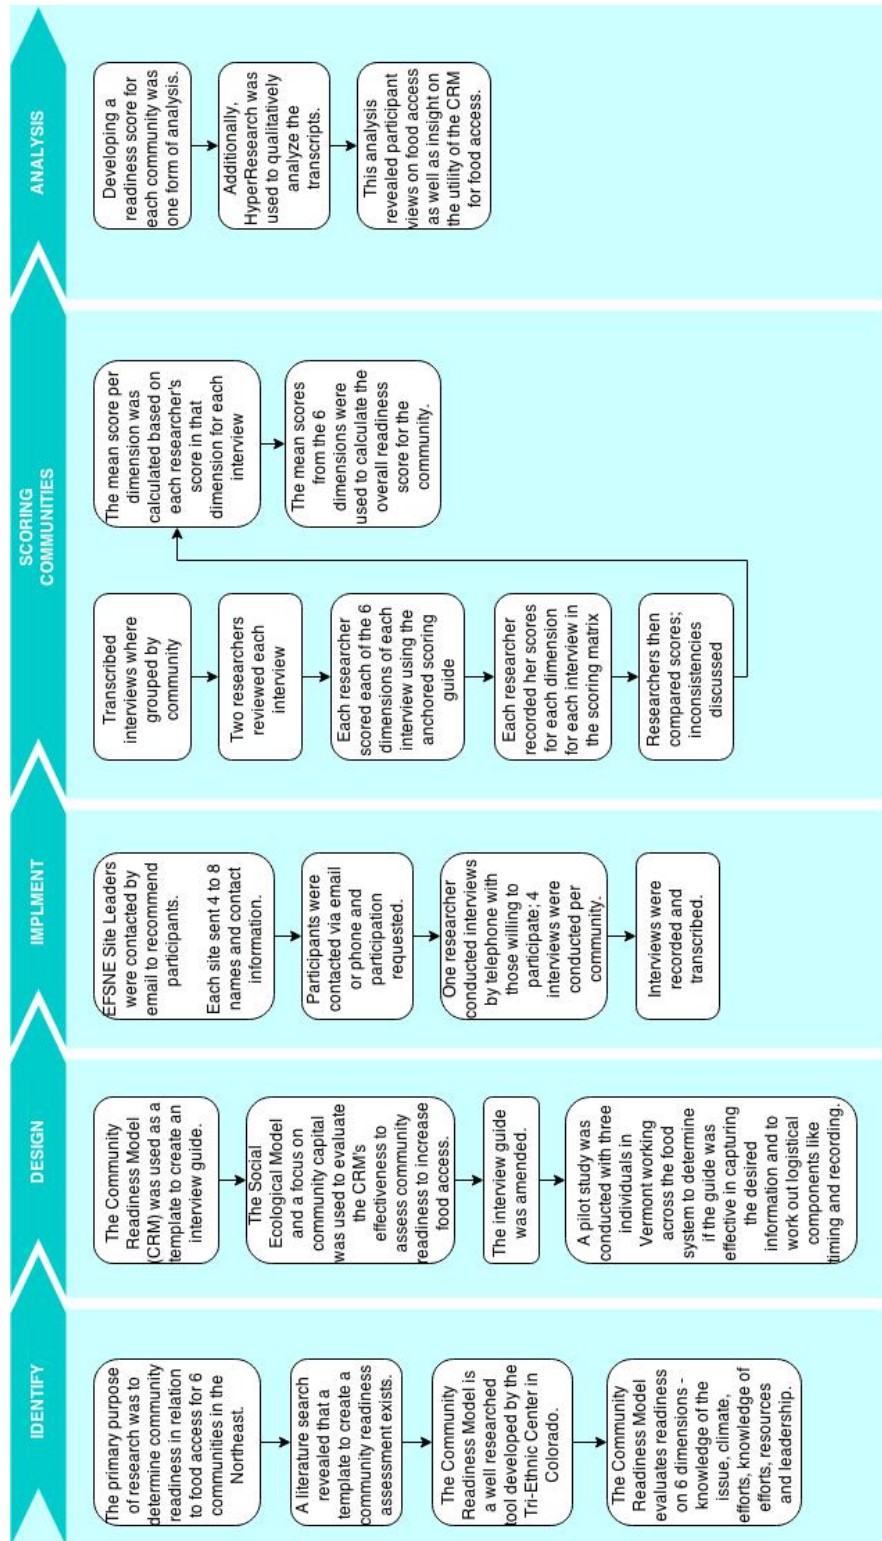 IDENTIFY
The primary purpose
of research was to
determine community
readiness in relation
to food access for 6
communities in the
Northeast.
A literature search
revealed that a
template to create a
community readiness
assessment exists.
The Community
Readiness Model is
a well researched
tool developed by the
Tri-Ethnic Center in
Colorado.
The Community
Readiness Model
evaluates readiness
on 6 dimensions -
knowledge of the
issue, climate,
efforts, knowledge of
efforts, resources
and leadership.
DESIGN
The Community
Readiness Model
(CRM) was used as a
template to create an
interview guide.
The Social
Ecological Model
and a focus on
community capital
was used to evaluate
the CRM's
effectiveness to
assess community
readiness to increase
food access.
The interview guide
was amended.
A pilot study was
conducted with three
individuals in
Vermont working
across the food
system to determine
if the guide was
effective in capturing
the desired
information and to
work out logistical
components like
timing and recording.
IMPLMENT
EFSNE Site Leaders
were contacted by
email to recommend
participants.
Each site sent 4 to 8
names and contact
information.
Participants were
contacted via email
or phone and
participation
requested.
One researcher
conducted interviews
by telephone with
those willing to
participate; 4
interviews were
conducted per
community.
Interviews were
recorded and
transcribed.
SCORING
COMMUNITIES
Transcribed
interviews where
grouped by
community
Two researchers
reviewed each
interview
Each researcher
scored each of the 6
dimensions of each
interview using the
anchored scoring
guide
Each researcher
recorded her scores
for each dimension
for each interview in
the scoring matrix
Researchers then
compared scores;
inconsistencies
discussed
The mean score per
dimension was
calculated based on
each researcher's
score in that
dimension for each
interview
The mean scores
from the 6
dimensions were
used to calculate the
overall readiness
score for the
community.
ANALYSIS
Developing a
readiness score for
each community was
one form of analysis.
Additionally,
HyperResearch was
used to qualitatively
analyze the
transcripts.
This analysis
revealed participant
views on food access
as well as insight on
the utility of the CRM
for food access.